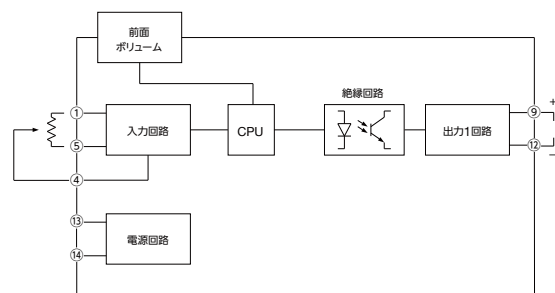 前面
ボリューム
絶縁回路
①
入力回路
CPU
出力1回路
⑨
+
⑤
⑫
−
④
⑬
電源回路
⑭